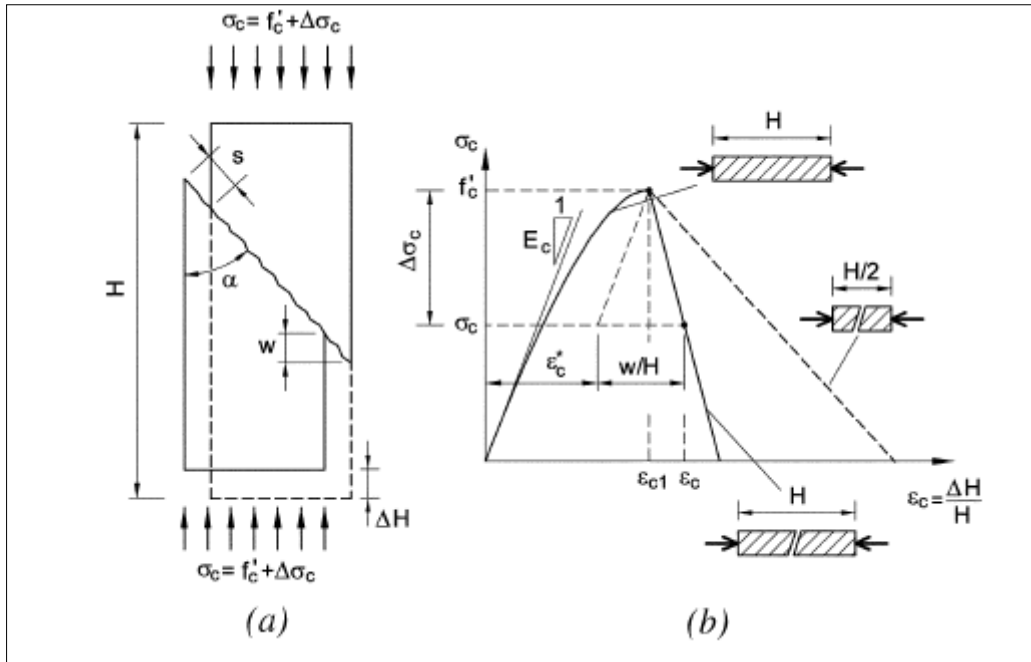 σc = f'c + Δσc
H
s
α
w
ΔH
σc = f'c + Δσc
(a)
σc
f'c
Δσc
σc
1
Ec
ε*c
w/H
εc1
εc
εc = ΔH/H
H
H/2
H
(b)